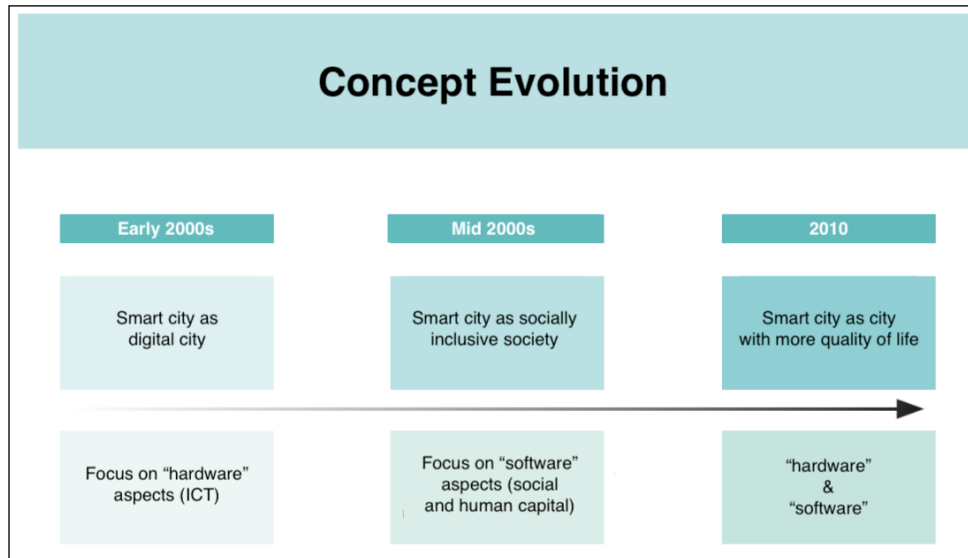 Concept Evolution
Early 2000s
Mid 2000s
2010
Smart city as
digital city
Smart city as socially
inclusive society
Smart city as city
with more quality of life
Focus on “hardware”
aspects (ICT)
Focus on “software”
aspects (social
and human capital)
“hardware”
&
“software”